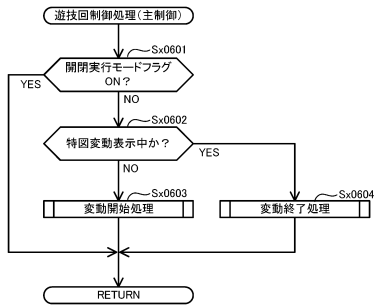 遊技回制御処理(主制御)
Sx0601
開閉実行モードフラグ
ON?
YES
NO
Sx0602
特図変動表示中か?
YES
NO
Sx0603
変動開始処理
Sx0604
変動終了処理
RETURN